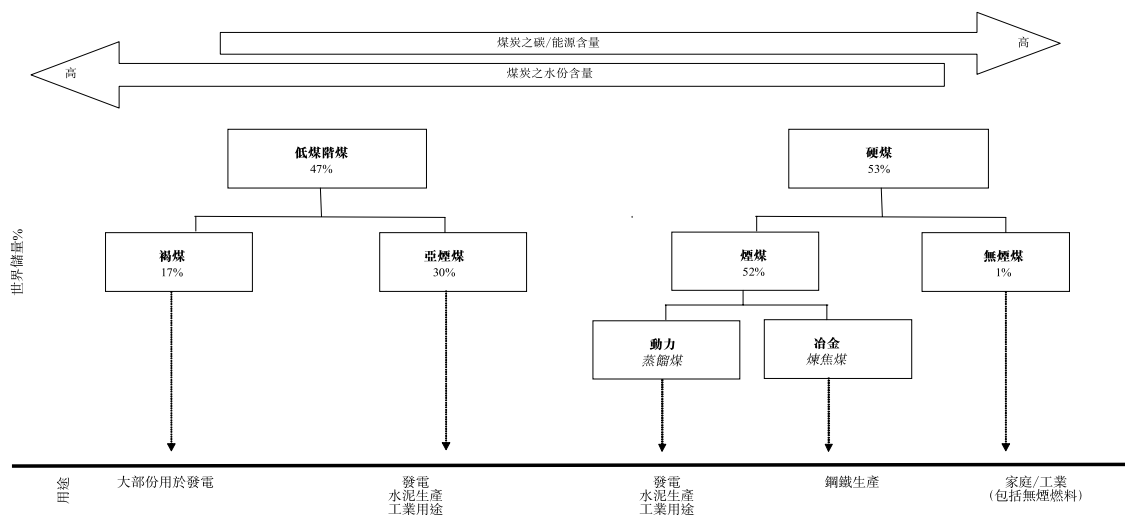 煤炭之碳/能源含量
高
高
煤炭之水份含量
低煤階煤
47%
硬煤
53%
世界儲量%
褐煤
17%
亞煙煤
30%
煙煤
52%
無煙煤
1%
動力
蒸餾煤
冶金
煉焦煤
用途
大部份用於發電
發電
水泥生產
工業用途
發電
水泥生產
工業用途
鋼鐵生產
家庭/工業
(包括無煙燃料)